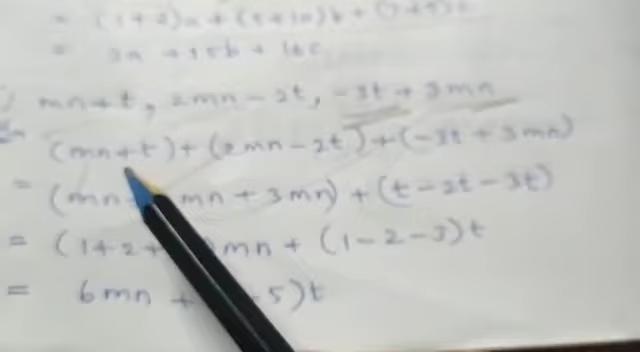 = (1+2)a + (5+10)b + (7+9)c
= 3a + 15b + 16c
mn+t, 2mn-2t, -3t+3mn
(mn+t)+(2mn-2t)+(-3t+3mn)
= (mn+ mn+3mn)+(t-2t-3t)
= (1+2+ mn+(1-2-3)t
= 6mn + 5)t